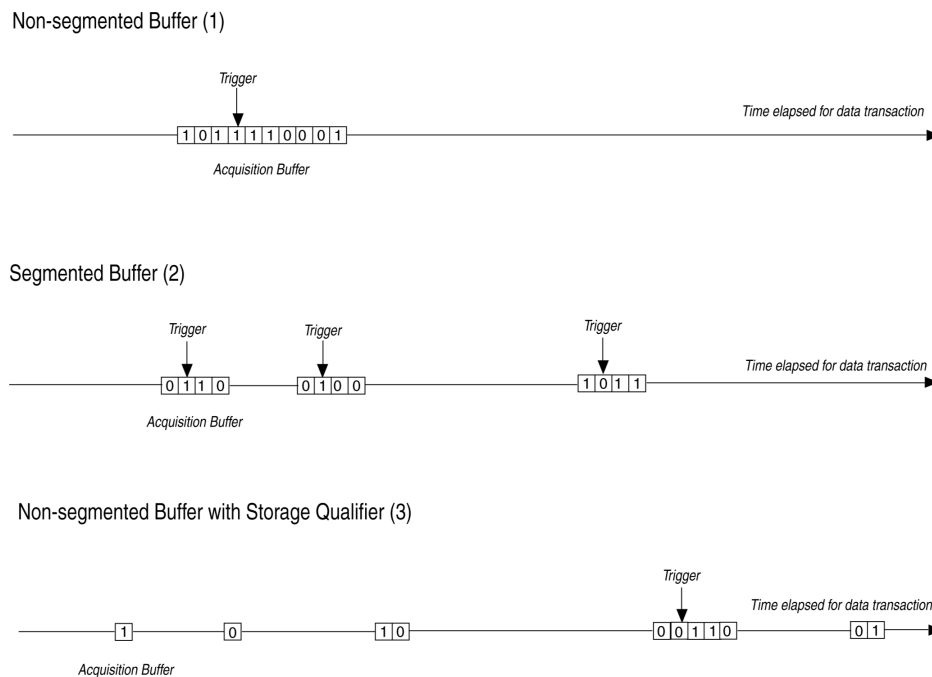 Non-segmented Buffer (1)
Trigger
Time elapsed for data transaction
1 0 1 1 1 1 0 0 0 1
Acquisition Buffer
Segmented Buffer (2)
Trigger Trigger Trigger
Time elapsed for data transaction
0 1 1 0 0 1 0 0 1 0 1 1
Acquisition Buffer
Non-segmented Buffer with Storage Qualifier (3)
Trigger
Time elapsed for data transaction
1 0 1 0 0 0 1 1 0 0 1
Acquisition Buffer